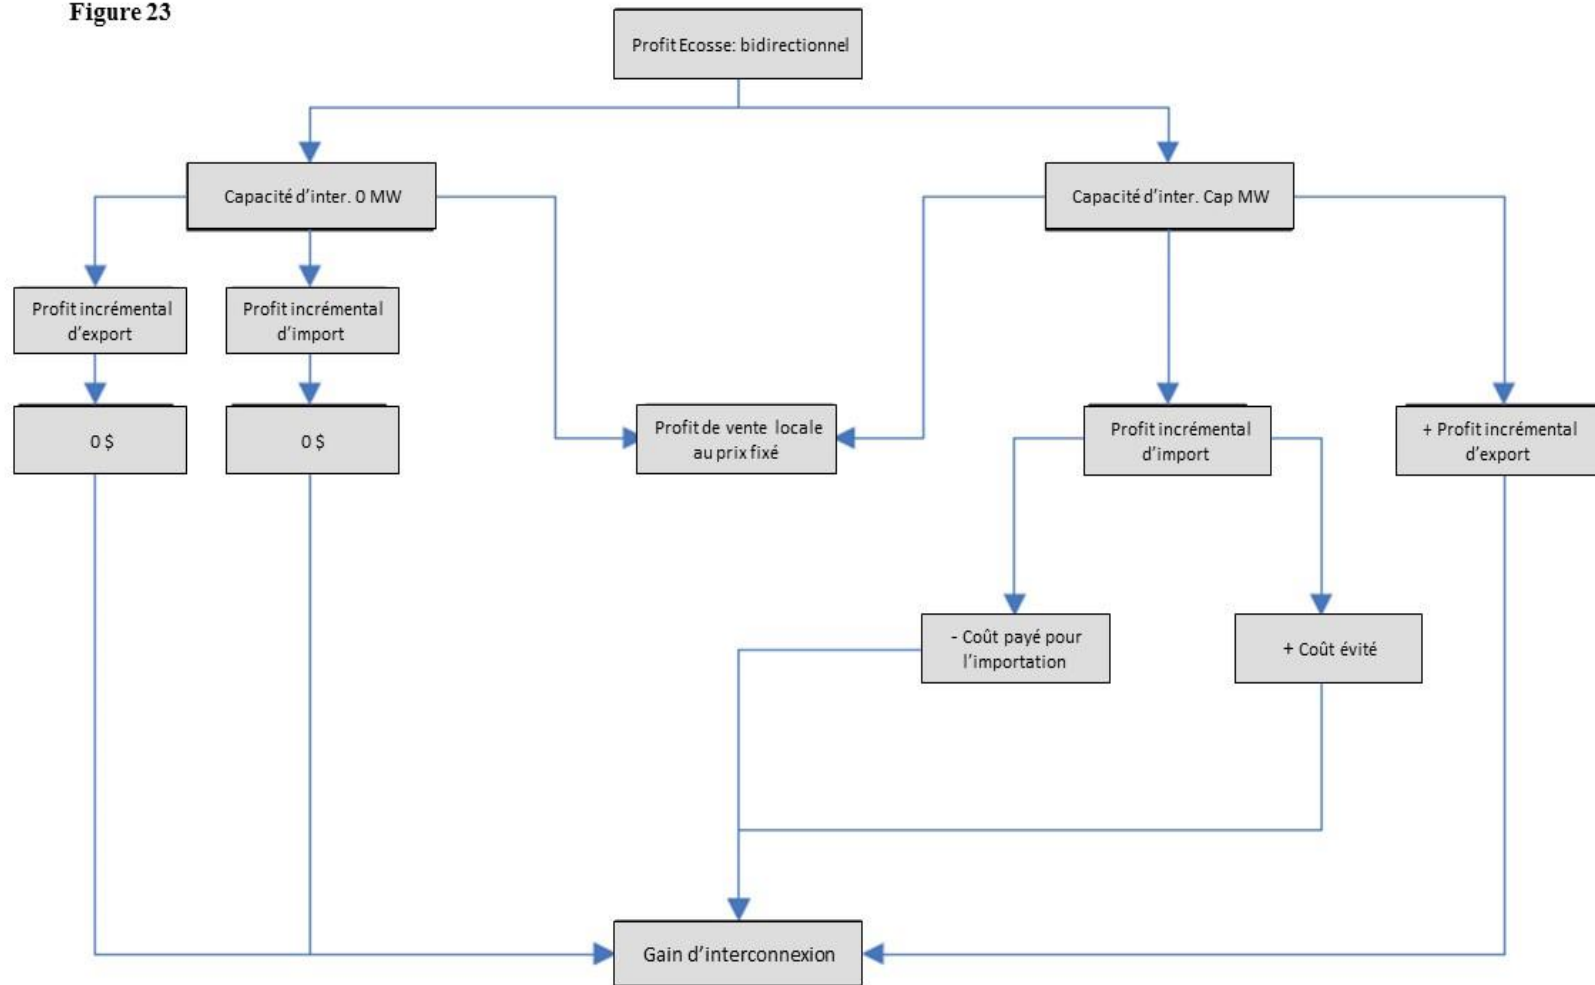 Figure 23
Profit Ecosse: bidirectionnel
Capacité d’inter. 0 MW
Capacité d’inter. Cap MW
Profit incrémental
d’export
Profit incrémental
d’import
0 $
0 $
Profit de vente locale
au prix fixé
Profit incrémental
d’import
+ Profit incrémental
d’export
- Coût payé pour
l’importation
+ Coût évité
Gain d’interconnexion